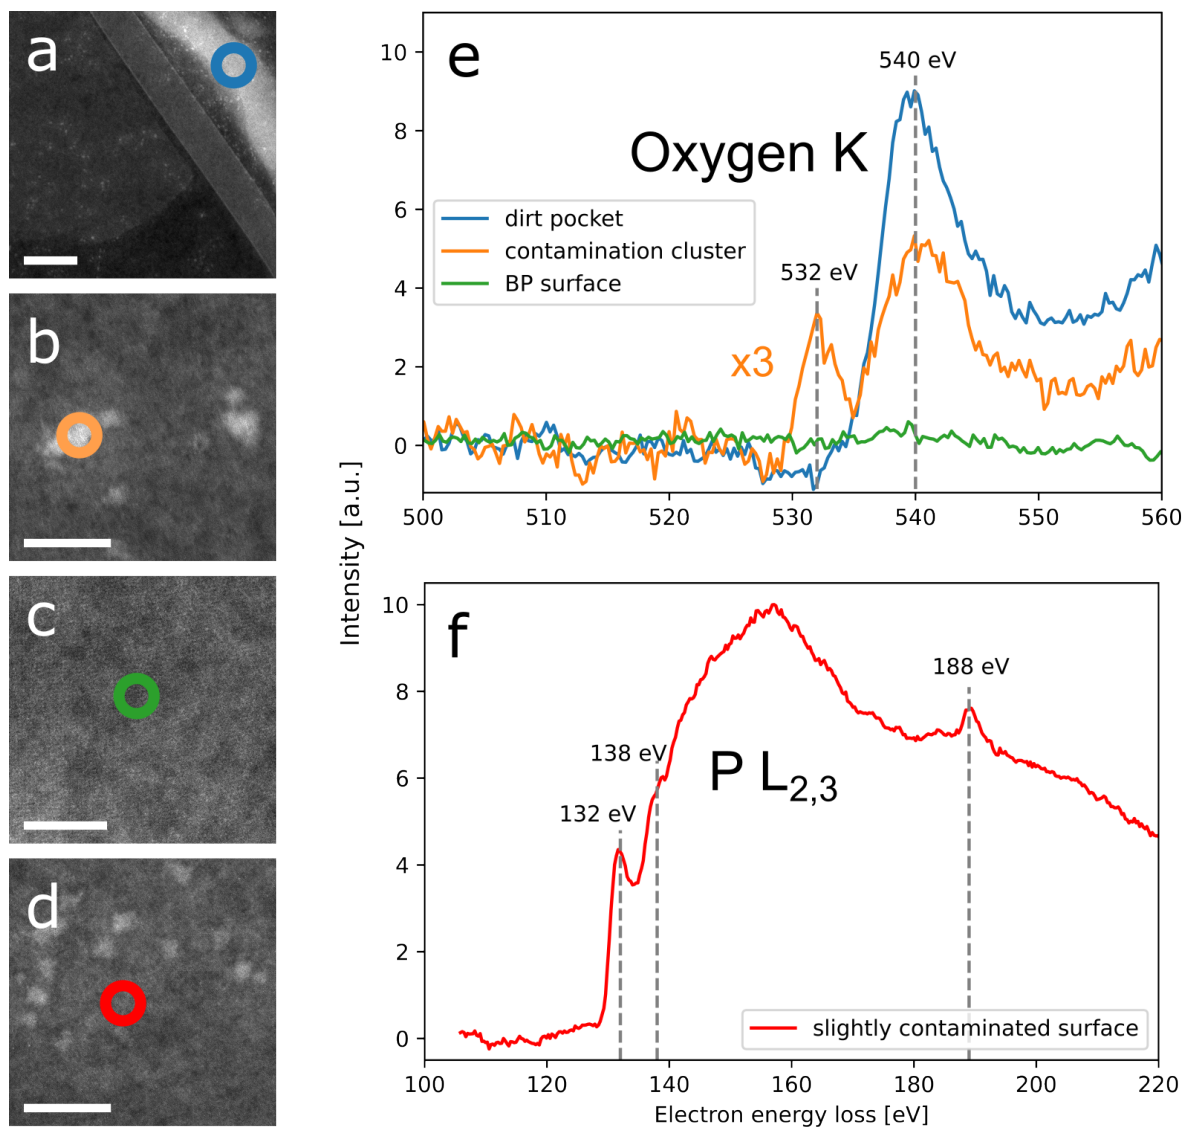 a
b
c
d
e
540 eV
Oxygen K
dirt pocket
contamination cluster
BP surface
532 eV
x3
10
8
6
4
2
0
500
510
520
530
540
550
560
Intensity [a.u.]
f
188 eV
138 eV
P L2,3
132 eV
slightly contaminated surface
10
8
6
4
2
0
100
120
140
160
180
200
220
Electron energy loss [eV]